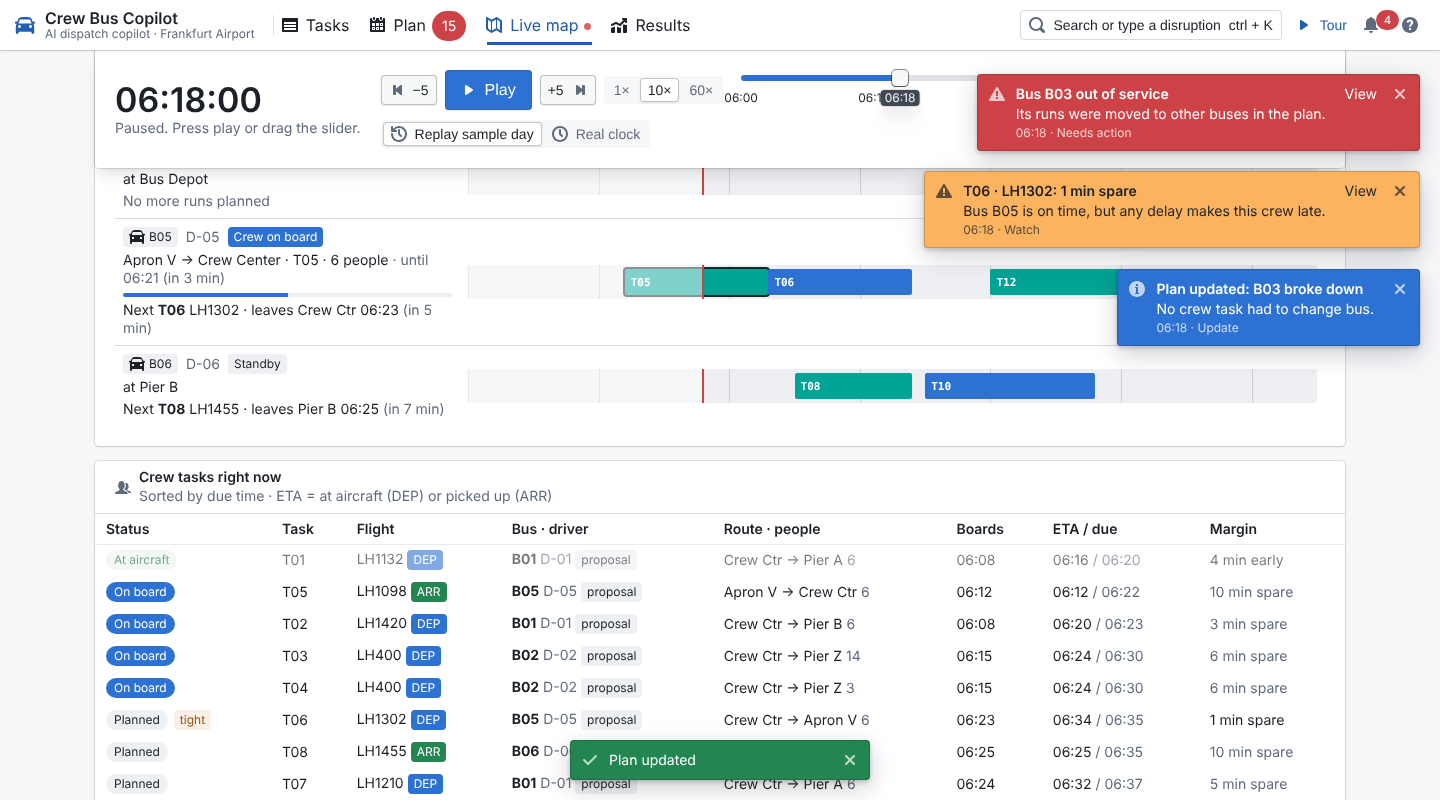 Crew Bus Copilot
AI dispatch copilot · Frankfurt Airport
Tasks
Plan 15
Live map
Results
Search or type a disruption ctrl + K
Tour
4
06:18:00
Paused. Press play or drag the slider.
−5
Play
+5
1×
10×
60×
06:00
06:18
Replay sample day
Real clock
Bus B03 out of service
View
Its runs were moved to other buses in the plan.
06:18 · Needs action
T06 · LH1302: 1 min spare
View
Bus B05 is on time, but any delay makes this crew late.
06:18 · Watch
Plan updated: B03 broke down
No crew task had to change bus.
06:18 · Update
at Bus Depot
No more runs planned
B05 D-05 Crew on board
Apron V → Crew Center · T05 · 6 people · until
06:21 (in 3 min)
Next T06 LH1302 · leaves Crew Ctr 06:23 (in 5
min)
T05
T06
T12
B06 D-06 Standby
at Pier B
Next T08 LH1455 · leaves Pier B 06:25 (in 7 min)
T08
T10
Crew tasks right now
Sorted by due time · ETA = at aircraft (DEP) or picked up (ARR)
Status Task Flight Bus · driver Route · people Boards ETA / due Margin
At aircraft T01 LH1132 DEP B01 D-01 proposal Crew Ctr → Pier A 6 06:08 06:16 / 06:20 4 min early
On board T05 LH1098 ARR B05 D-05 proposal Apron V → Crew Ctr 6 06:12 06:12 / 06:22 10 min spare
On board T02 LH1420 DEP B01 D-01 proposal Crew Ctr → Pier B 6 06:08 06:20 / 06:23 3 min spare
On board T03 LH400 DEP B02 D-02 proposal Crew Ctr → Pier Z 14 06:15 06:24 / 06:30 6 min spare
On board T04 LH400 DEP B02 D-02 proposal Crew Ctr → Pier Z 3 06:15 06:24 / 06:30 6 min spare
Planned tight T06 LH1302 DEP B05 D-05 proposal Crew Ctr → Apron V 6 06:23 06:34 / 06:35 1 min spare
Planned T08 LH1455 ARR B06 06:25 06:25 / 06:35 10 min spare
Planned T07 LH1210 DEP B01 D-01 proposal Crew Ctr → Pier A 6 06:24 06:32 / 06:37 5 min spare
Plan updated